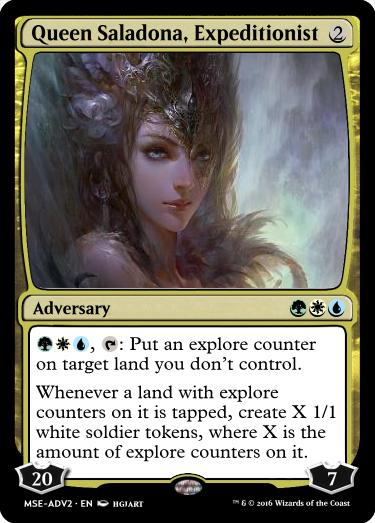 Queen Saladona, Expeditionist 2
Adversary
, : Put an explore counter
on target land you don't control.
Whenever a land with explore
counters on it is tapped, create X 1/1
white soldier tokens, where X is the
amount of explore counters on it.
20
7
MSE-ADV2 • EN HGJART
™ & © 2016 Wizards of the Coast